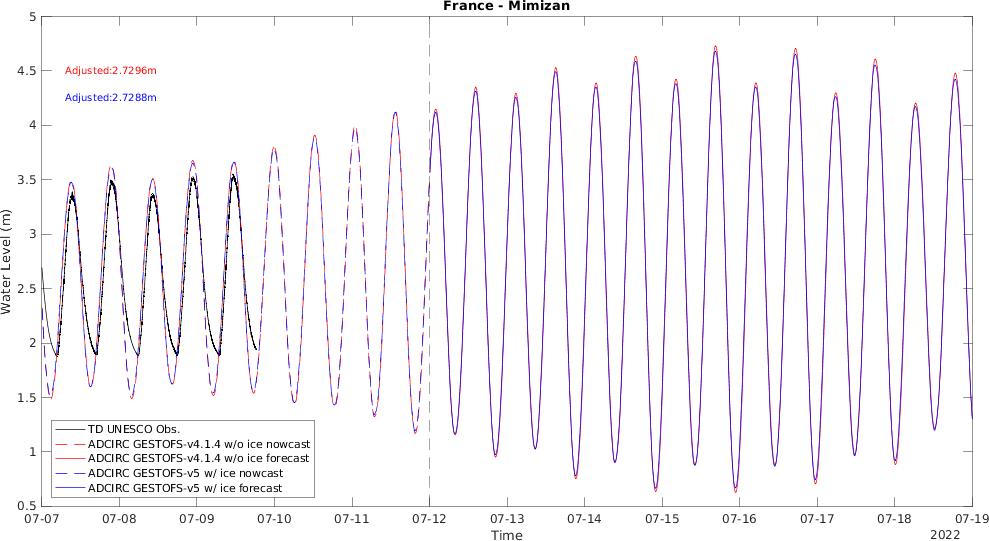 France - Mimizan
Water Level (m)
5
4.5
4
3.5
3
2.5
2
1.5
1
0.5
Adjusted:2.7296m
Adjusted:2.7288m
TD UNESCO Obs.
ADCIRC GESTOFS-v4.1.4 w/o ice nowcast
ADCIRC GESTOFS-v4.1.4 w/o ice forecast
ADCIRC GESTOFS-v5 w/ ice nowcast
ADCIRC GESTOFS-v5 w/ ice forecast
07-07 07-08 07-09 07-10 07-11 07-12 07-13 07-14 07-15 07-16 07-17 07-18 07-19
Time
2022